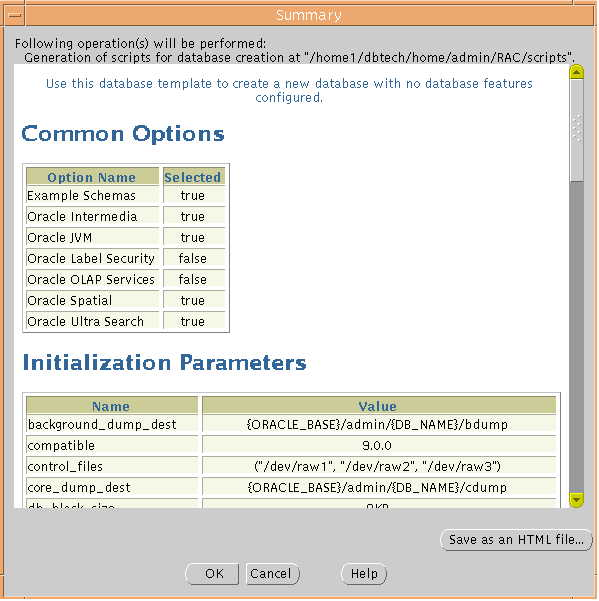 Summary
Following operation(s) will be performed:
Generation of scripts for database creation at "/home1/dbtech/home/admin/RAC/scripts".
Use this database template to create a new database with no database features
configured.
Common Options
Option Name Selected
Example Schemas true
Oracle Intermedia true
Oracle JVM true
Oracle Label Security false
Oracle OLAP Services false
Oracle Spatial true
Oracle Ultra Search true
Initialization Parameters
Name Value
background_dump_dest {ORACLE_BASE}/admin/{DB_NAME}/bdump
compatible 9.0.0
control_files ("/dev/raw1", "/dev/raw2", "/dev/raw3")
core_dump_dest {ORACLE_BASE}/admin/{DB_NAME}/cdump
db_block_size
Save as an HTML file...
OK Cancel Help